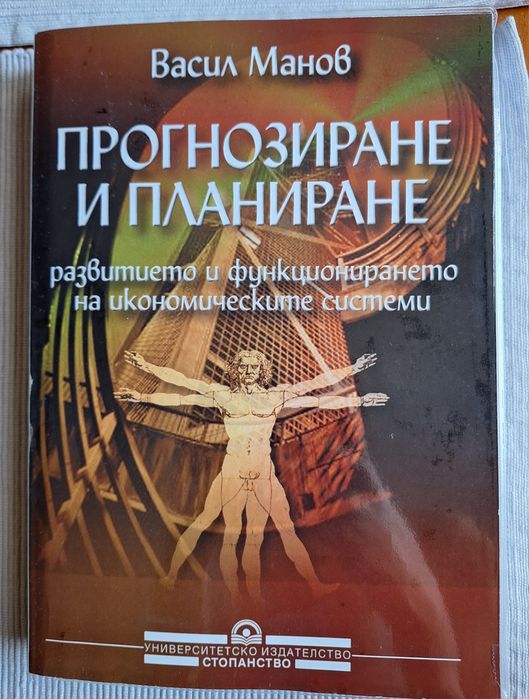 Васил Манов
ПРОГНОЗИРАНЕ
И ПЛАНИРАНЕ
развитието и функционирането
на икономическите системи
УНИВЕРСИТЕТСКО ИЗДАТЕЛСТВО
СТОПАНСТВО